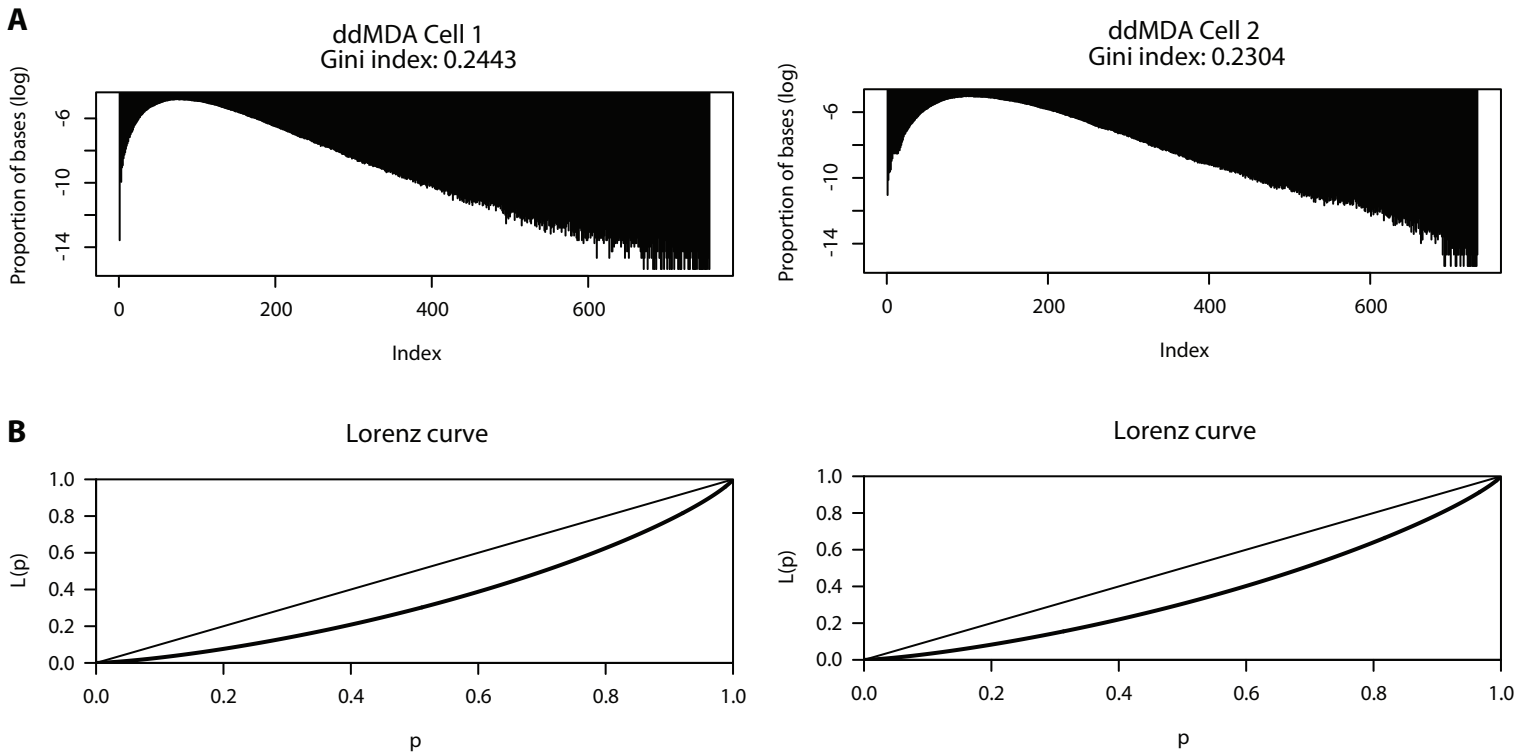 A
ddMDA Cell 1
Gini index: 0.2443
Proportion of bases (log)
-6
-10
-14
0 200 400 600
Index
ddMDA Cell 2
Gini index: 0.2304
Proportion of bases (log)
-6
-10
-14
0 200 400 600
Index
B
Lorenz curve
L(p)
1.0
0.8
0.6
0.4
0.2
0.0
0.0 0.2 0.4 0.6 0.8 1.0
p
Lorenz curve
L(p)
1.0
0.8
0.6
0.4
0.2
0.0
0.0 0.2 0.4 0.6 0.8 1.0
p